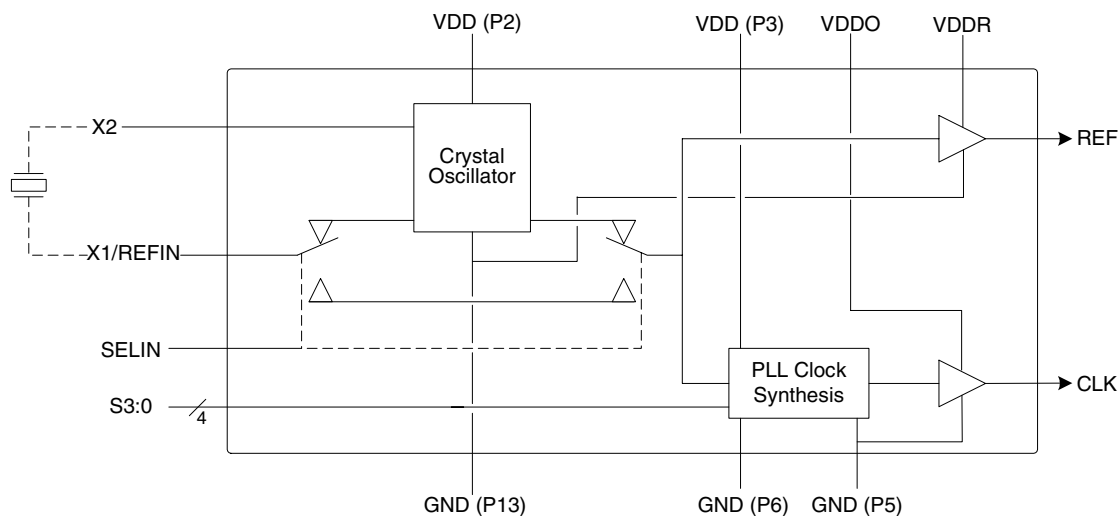 VDD (P2)
VDD (P3)
VDDO
VDDR
X2
Crystal
Oscillator
REF
X1/REFIN
SELIN
PLL Clock
Synthesis
CLK
S3:0
4
GND (P13)
GND (P6)
GND (P5)